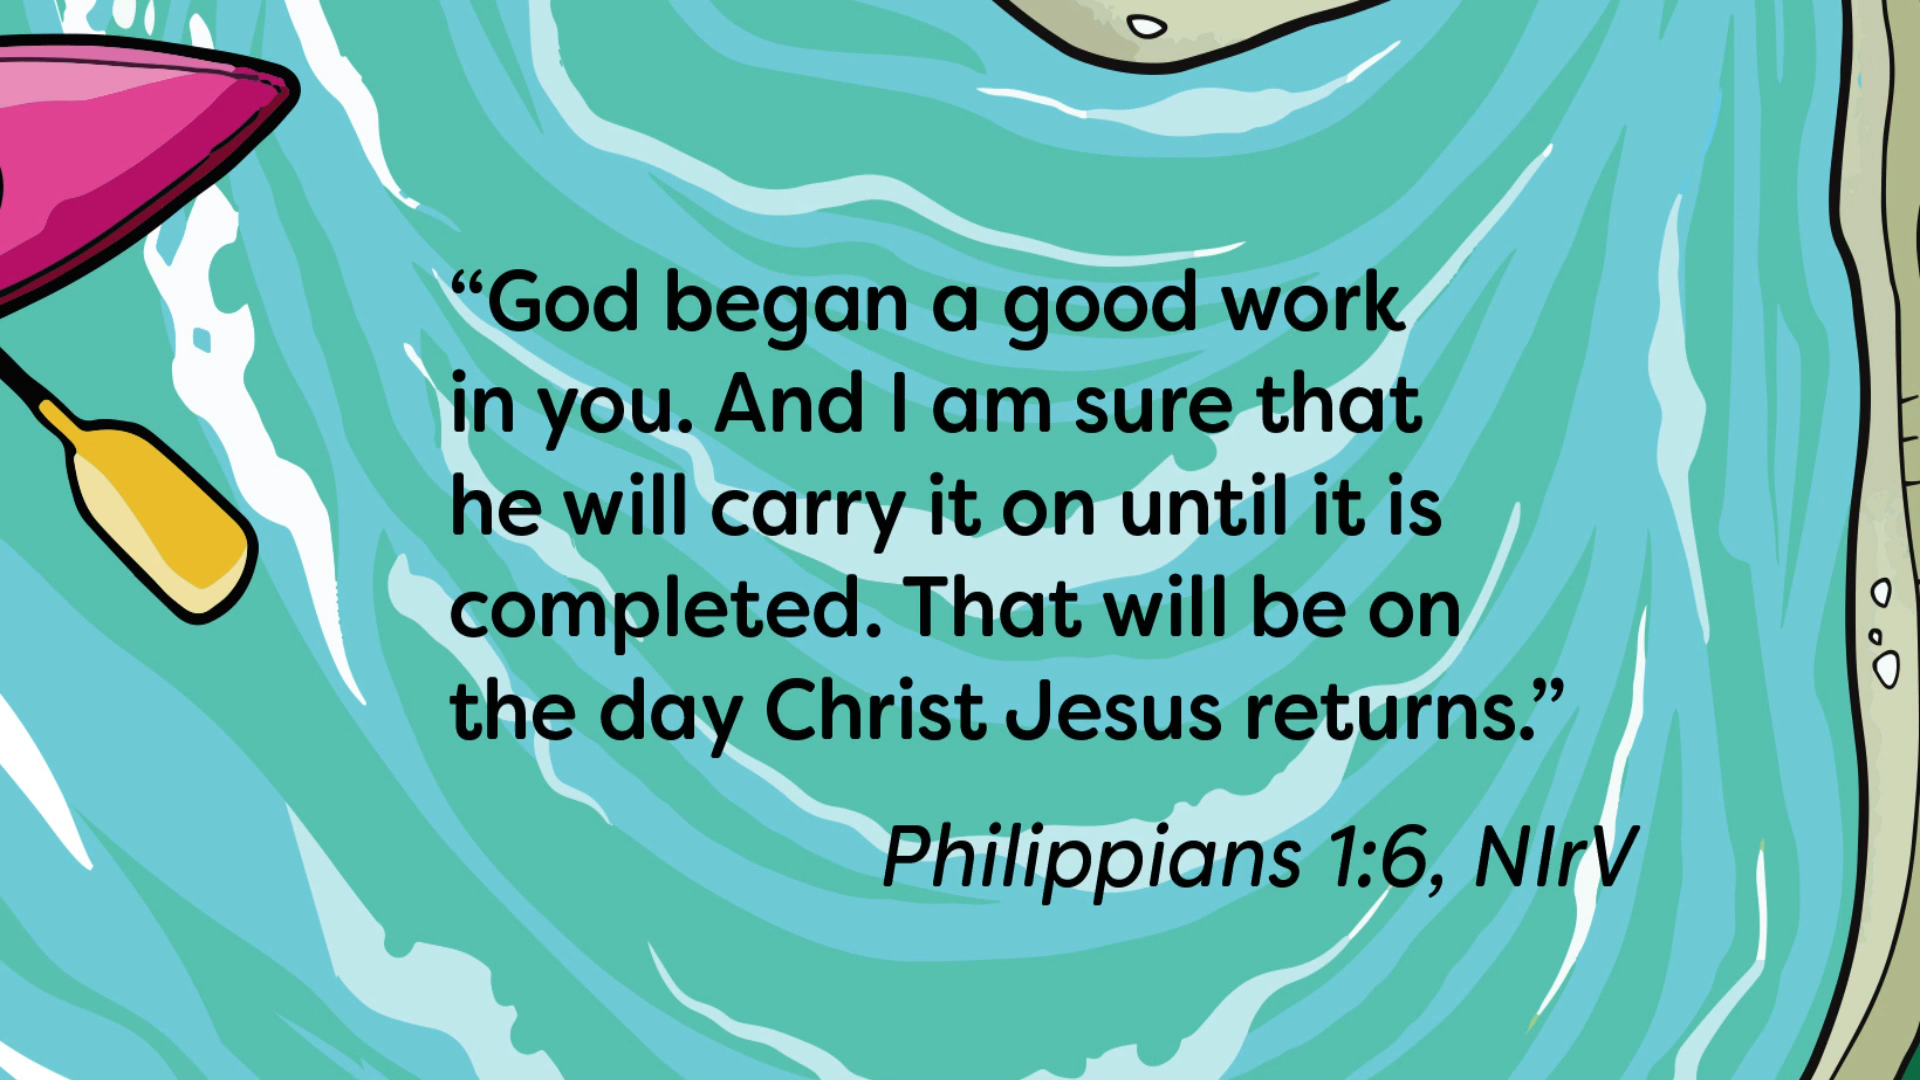 “God began a good work
in you. And I am sure that
he will carry it on until it is
completed. That will be on
the day Christ Jesus returns.”
Philippians 1:6, NIrV